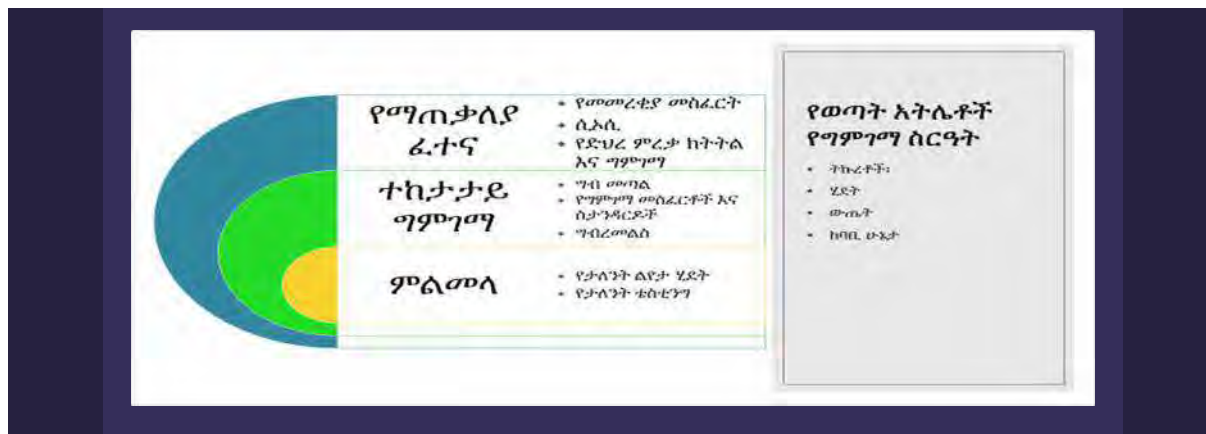 የማጠቃለያ
ፈተና
• የመመረቂያ መስፈርት
• ሲኦሲ
• የድህረ ምረቃ ክትትል
እና ግምገማ
ተከታታይ
ግምገማ
• ግብ መጣል
• የግምገማ መስፈርቶች እና
ስታንዳርዶች
• ግብረመልስ
ምልመላ
• የታለንት ልየታ ሂደት
• የታለንት ቴስቲንግ
የወጣት አትሌቶች
የግምገማ ስርዓት
• ትኩረቶች፡
• ሂደት
• ውጤት
• ከባቢ ሁኔታ